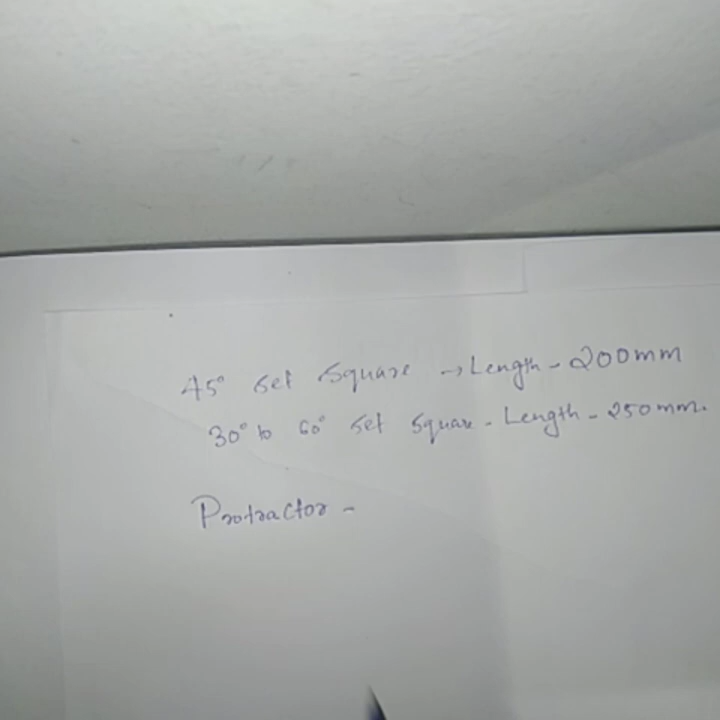 45° Set Square → Length - 200mm
30° to 60° Set Square - Length - 250mm.
Protractor -